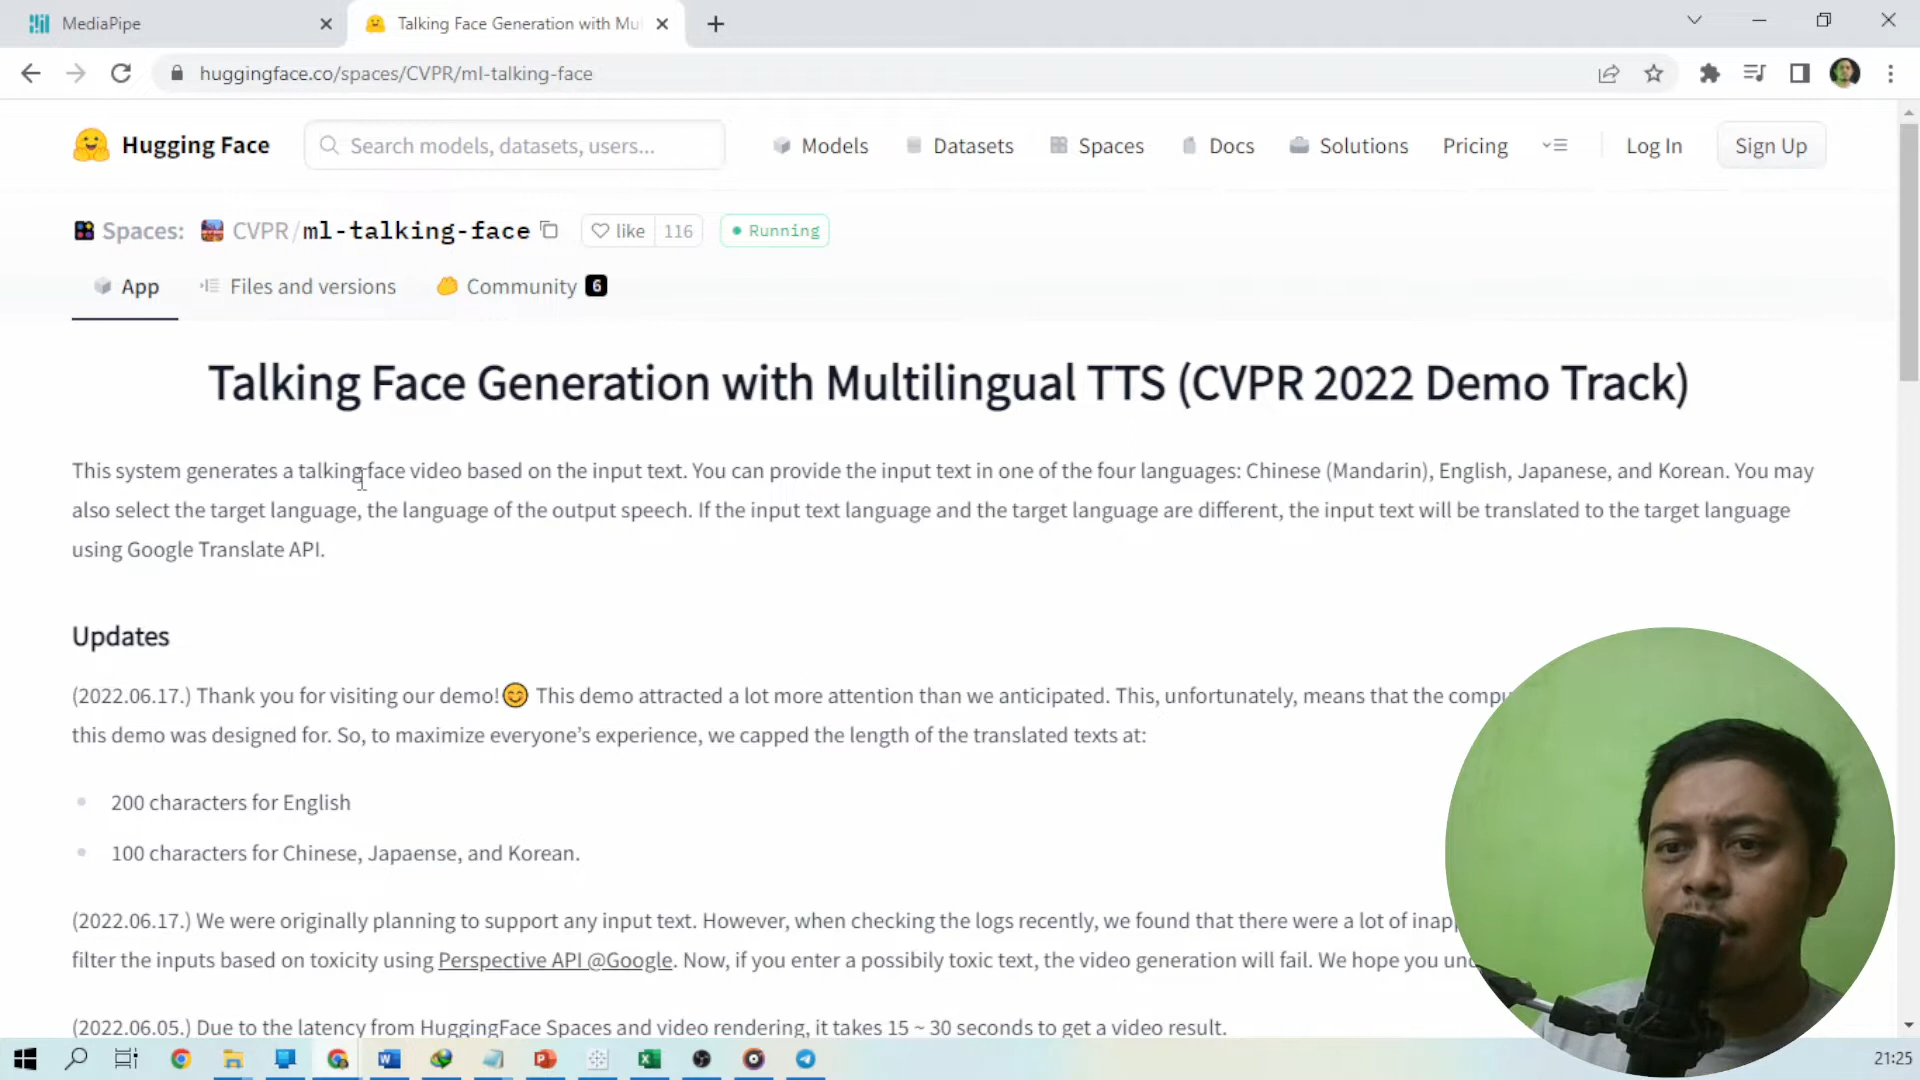 MediaPipe
Talking Face Generation with Mu
huggingface.co/spaces/CVPR/ml-talking-face
Hugging Face
Search models, datasets, users...
Models
Datasets
Spaces
Docs
Solutions
Pricing
Log In
Sign Up
Spaces:
CVPR/ml-talking-face
like 116
Running
App
Files and versions
Community 6
Talking Face Generation with Multilingual TTS (CVPR 2022 Demo Track)
This system generates a talking face video based on the input text. You can provide the input text in one of the four languages: Chinese (Mandarin), English, Japanese, and Korean. You may
also select the target language, the language of the output speech. If the input text language and the target language are different, the input text will be translated to the target language
using Google Translate API.
Updates
(2022.06.17.) Thank you for visiting our demo!😊 This demo attracted a lot more attention than we anticipated. This, unfortunately, means that the compu
this demo was designed for. So, to maximize everyone’s experience, we capped the length of the translated texts at:
200 characters for English
100 characters for Chinese, Japaense, and Korean.
(2022.06.17.) We were originally planning to support any input text. However, when checking the logs recently, we found that there were a lot of inapp
filter the inputs based on toxicity using Perspective API @Google. Now, if you enter a possibily toxic text, the video generation will fail. We hope you und
(2022.06.05.) Due to the latency from HuggingFace Spaces and video rendering, it takes 15 ~ 30 seconds to get a video result.
21:25